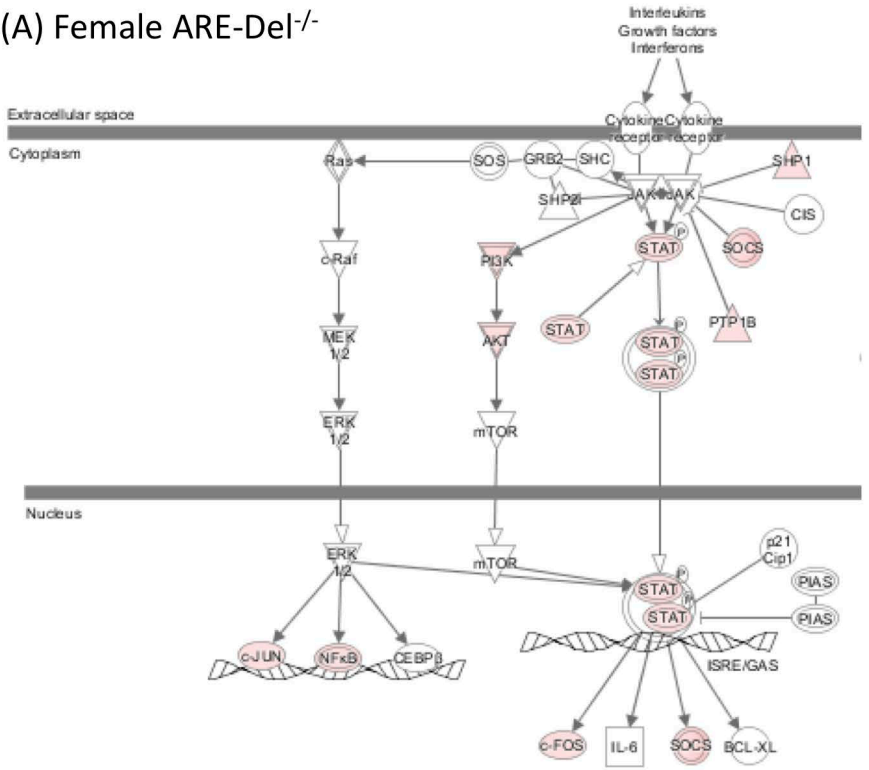 (A) Female ARE-Del-/-
Interleukins
Growth factors
Interferons
Extracellular space
Cytokine receptor
Cytokine receptor
Cytoplasm
Ras
SOS
GRB2
SHC
SHP1
SHP2
JAK
JAK
CIS
P
STAT
SOCS
c-Raf
PI3K
STAT
PTP1B
MEK
1/2
AKT
P
STAT
P
STAT
ERK
1/2
mTOR
Nucleus
ERK
1/2
mTOR
p21
Cip1
P
STAT
P
STAT
PIAS
PIAS
c-JUN
NFκB
CEBPβ
ISRE/GAS
c-FOS
IL-6
SOCS
BCL-XL